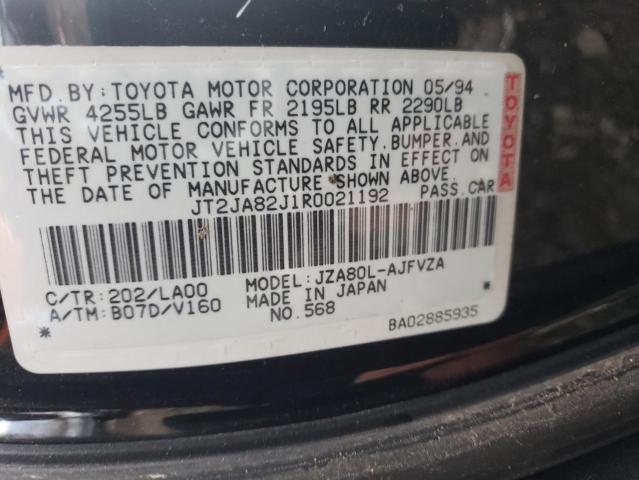 MFD.BY:TOYOTA MOTOR CORPORATION 05/94
GVWR 4255LB GAWR FR 2195LB RR 2290LB
THIS VEHICLE CONFORMS TO ALL APPLICABLE
FEDERAL MOTOR VEHICLE SAFETY,BUMPER,AND
THEFT PREVENTION STANDARDS IN EFFECT ON
THE DATE OF MANUFACTURE SHOWN ABOVE.
PASS.CAR
JT2JA82J1R0021192
C/TR:202/LA00 MODEL:JZA80L-AJFVZA
A/TM:B07D/V160 MADE IN JAPAN
NO.568
BA02885935
TOYOTA